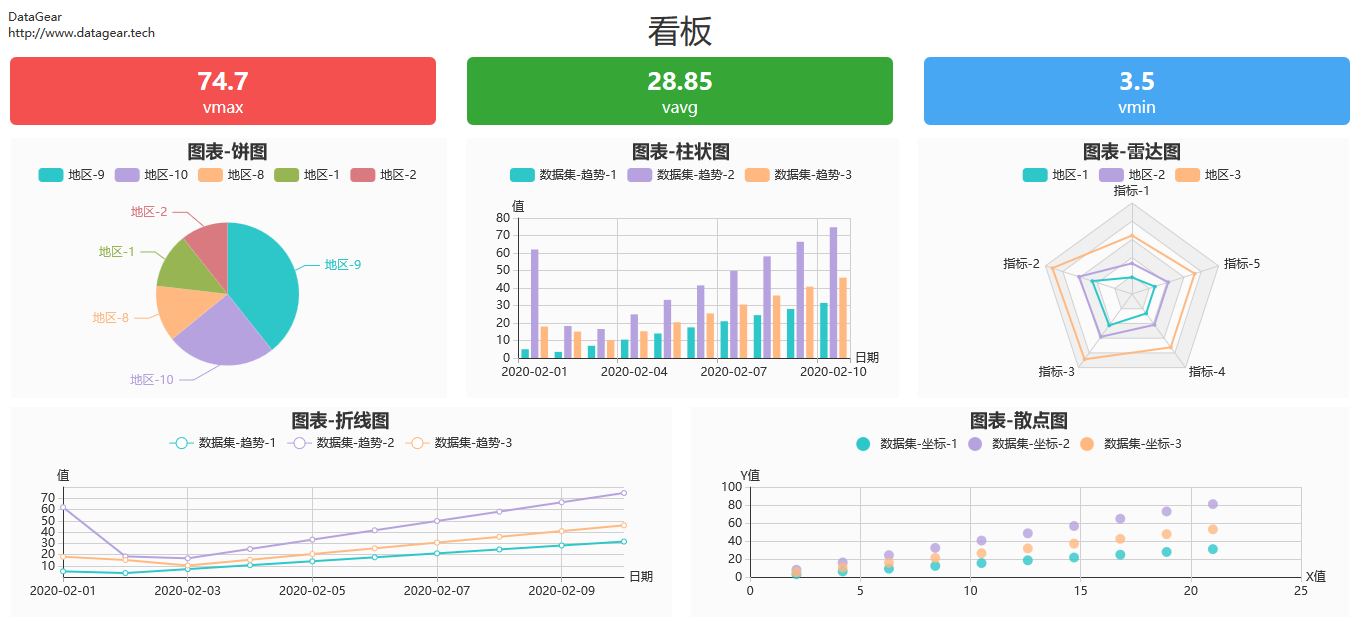 DataGear
http://www.datagear.tech
看板
74.7
vmax
28.85
vavg
3.5
vmin
图表-饼图
地区-9 地区-10 地区-8 地区-1 地区-2
地区-2
地区-1
地区-9
地区-8
地区-10
图表-柱状图
数据集-趋势-1 数据集-趋势-2 数据集-趋势-3
值
80
70
60
50
40
30
20
10
0
日期
2020-02-01 2020-02-04 2020-02-07 2020-02-10
图表-雷达图
地区-1 地区-2 地区-3
指标-1
指标-2 指标-5
指标-3 指标-4
图表-折线图
数据集-趋势-1 数据集-趋势-2 数据集-趋势-3
值
70
60
50
40
30
20
10
日期
2020-02-01 2020-02-03 2020-02-05 2020-02-07 2020-02-09
图表-散点图
数据集-坐标-1 数据集-坐标-2 数据集-坐标-3
Y值
100
80
60
40
20
0
X值
0 5 10 15 20 25